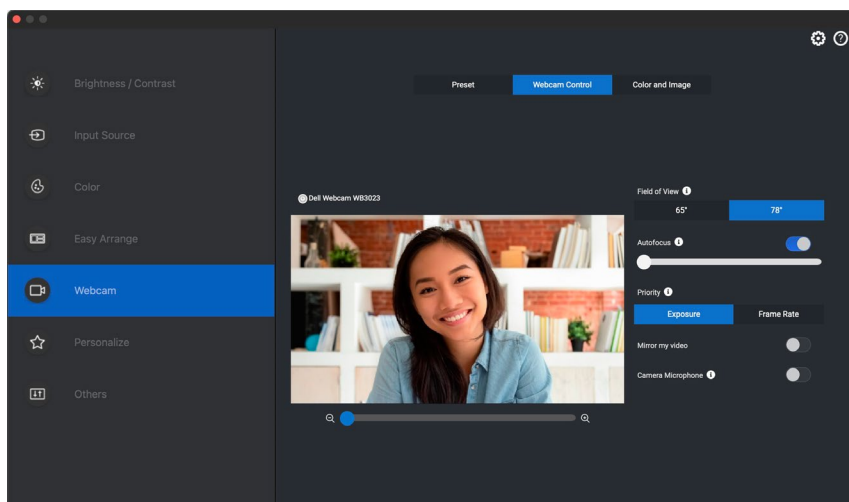 Brightness / Contrast
Input Source
Color
Easy Arrange
Webcam
Personalize
Others
Preset
Webcam Control
Color and Image
Dell Webcam WB3023
Field of View
65°
78°
Autofocus
Priority
Exposure
Frame Rate
Mirror my video
Camera Microphone